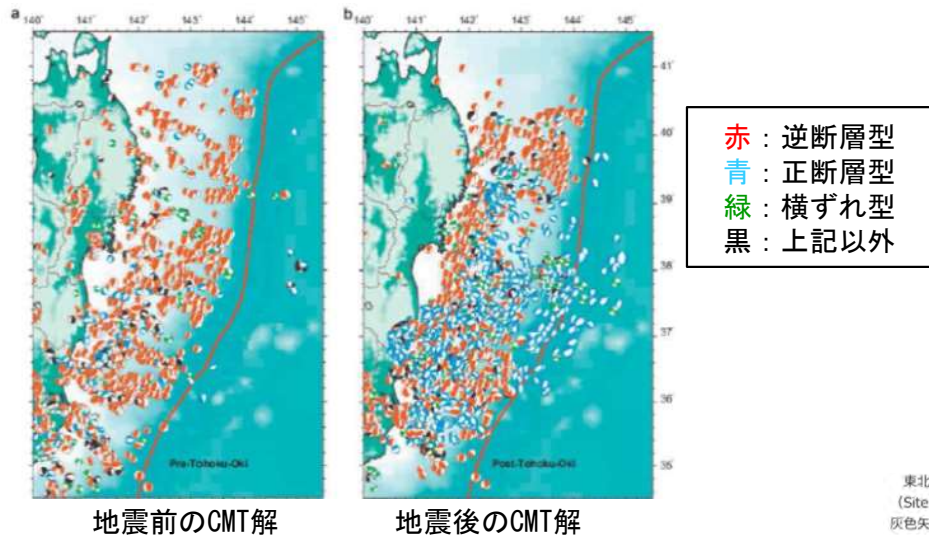 a
140° 141° 142° 143° 144° 145°
Pre-Tohoku-Oki
地震前のCMT解
b
140° 141° 142° 143° 144° 145°
41°
40°
39°
38°
37°
36°
35°
Post-Tohoku-Oki
地震後のCMT解
赤：逆断層型
青：正断層型
緑：横ずれ型
黒：上記以外
東北
(Site
灰色矢